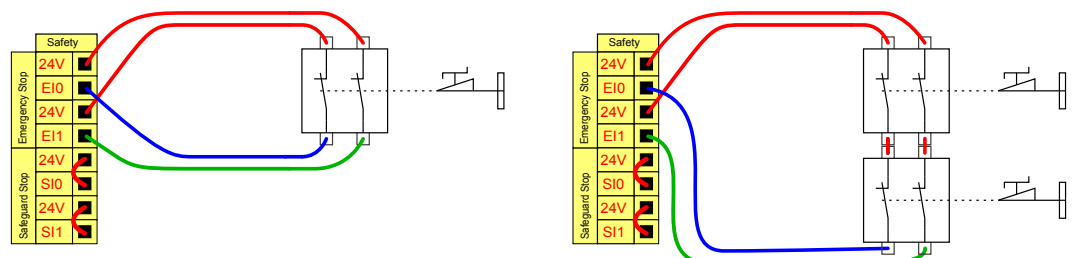 Safety
Emergency Stop
24V
EI0
24V
EI1
Safeguard Stop
24V
SI0
24V
SI1
Safety
Emergency Stop
24V
EI0
24V
EI1
Safeguard Stop
24V
SI0
24V
SI1